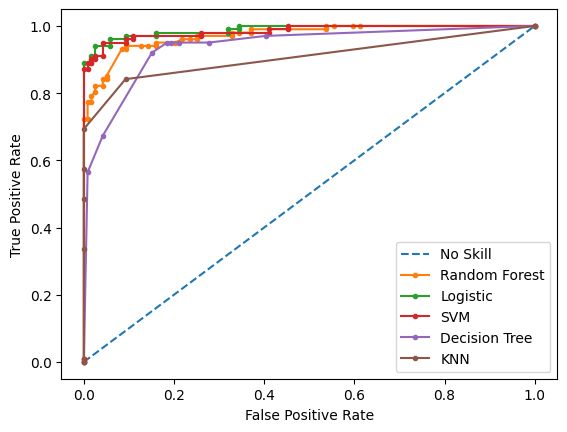 1.0
0.8
0.6
0.4
0.2
0.0
True Positive Rate
No Skill
Random Forest
Logistic
SVM
Decision Tree
KNN
0.0 0.2 0.4 0.6 0.8 1.0
False Positive Rate